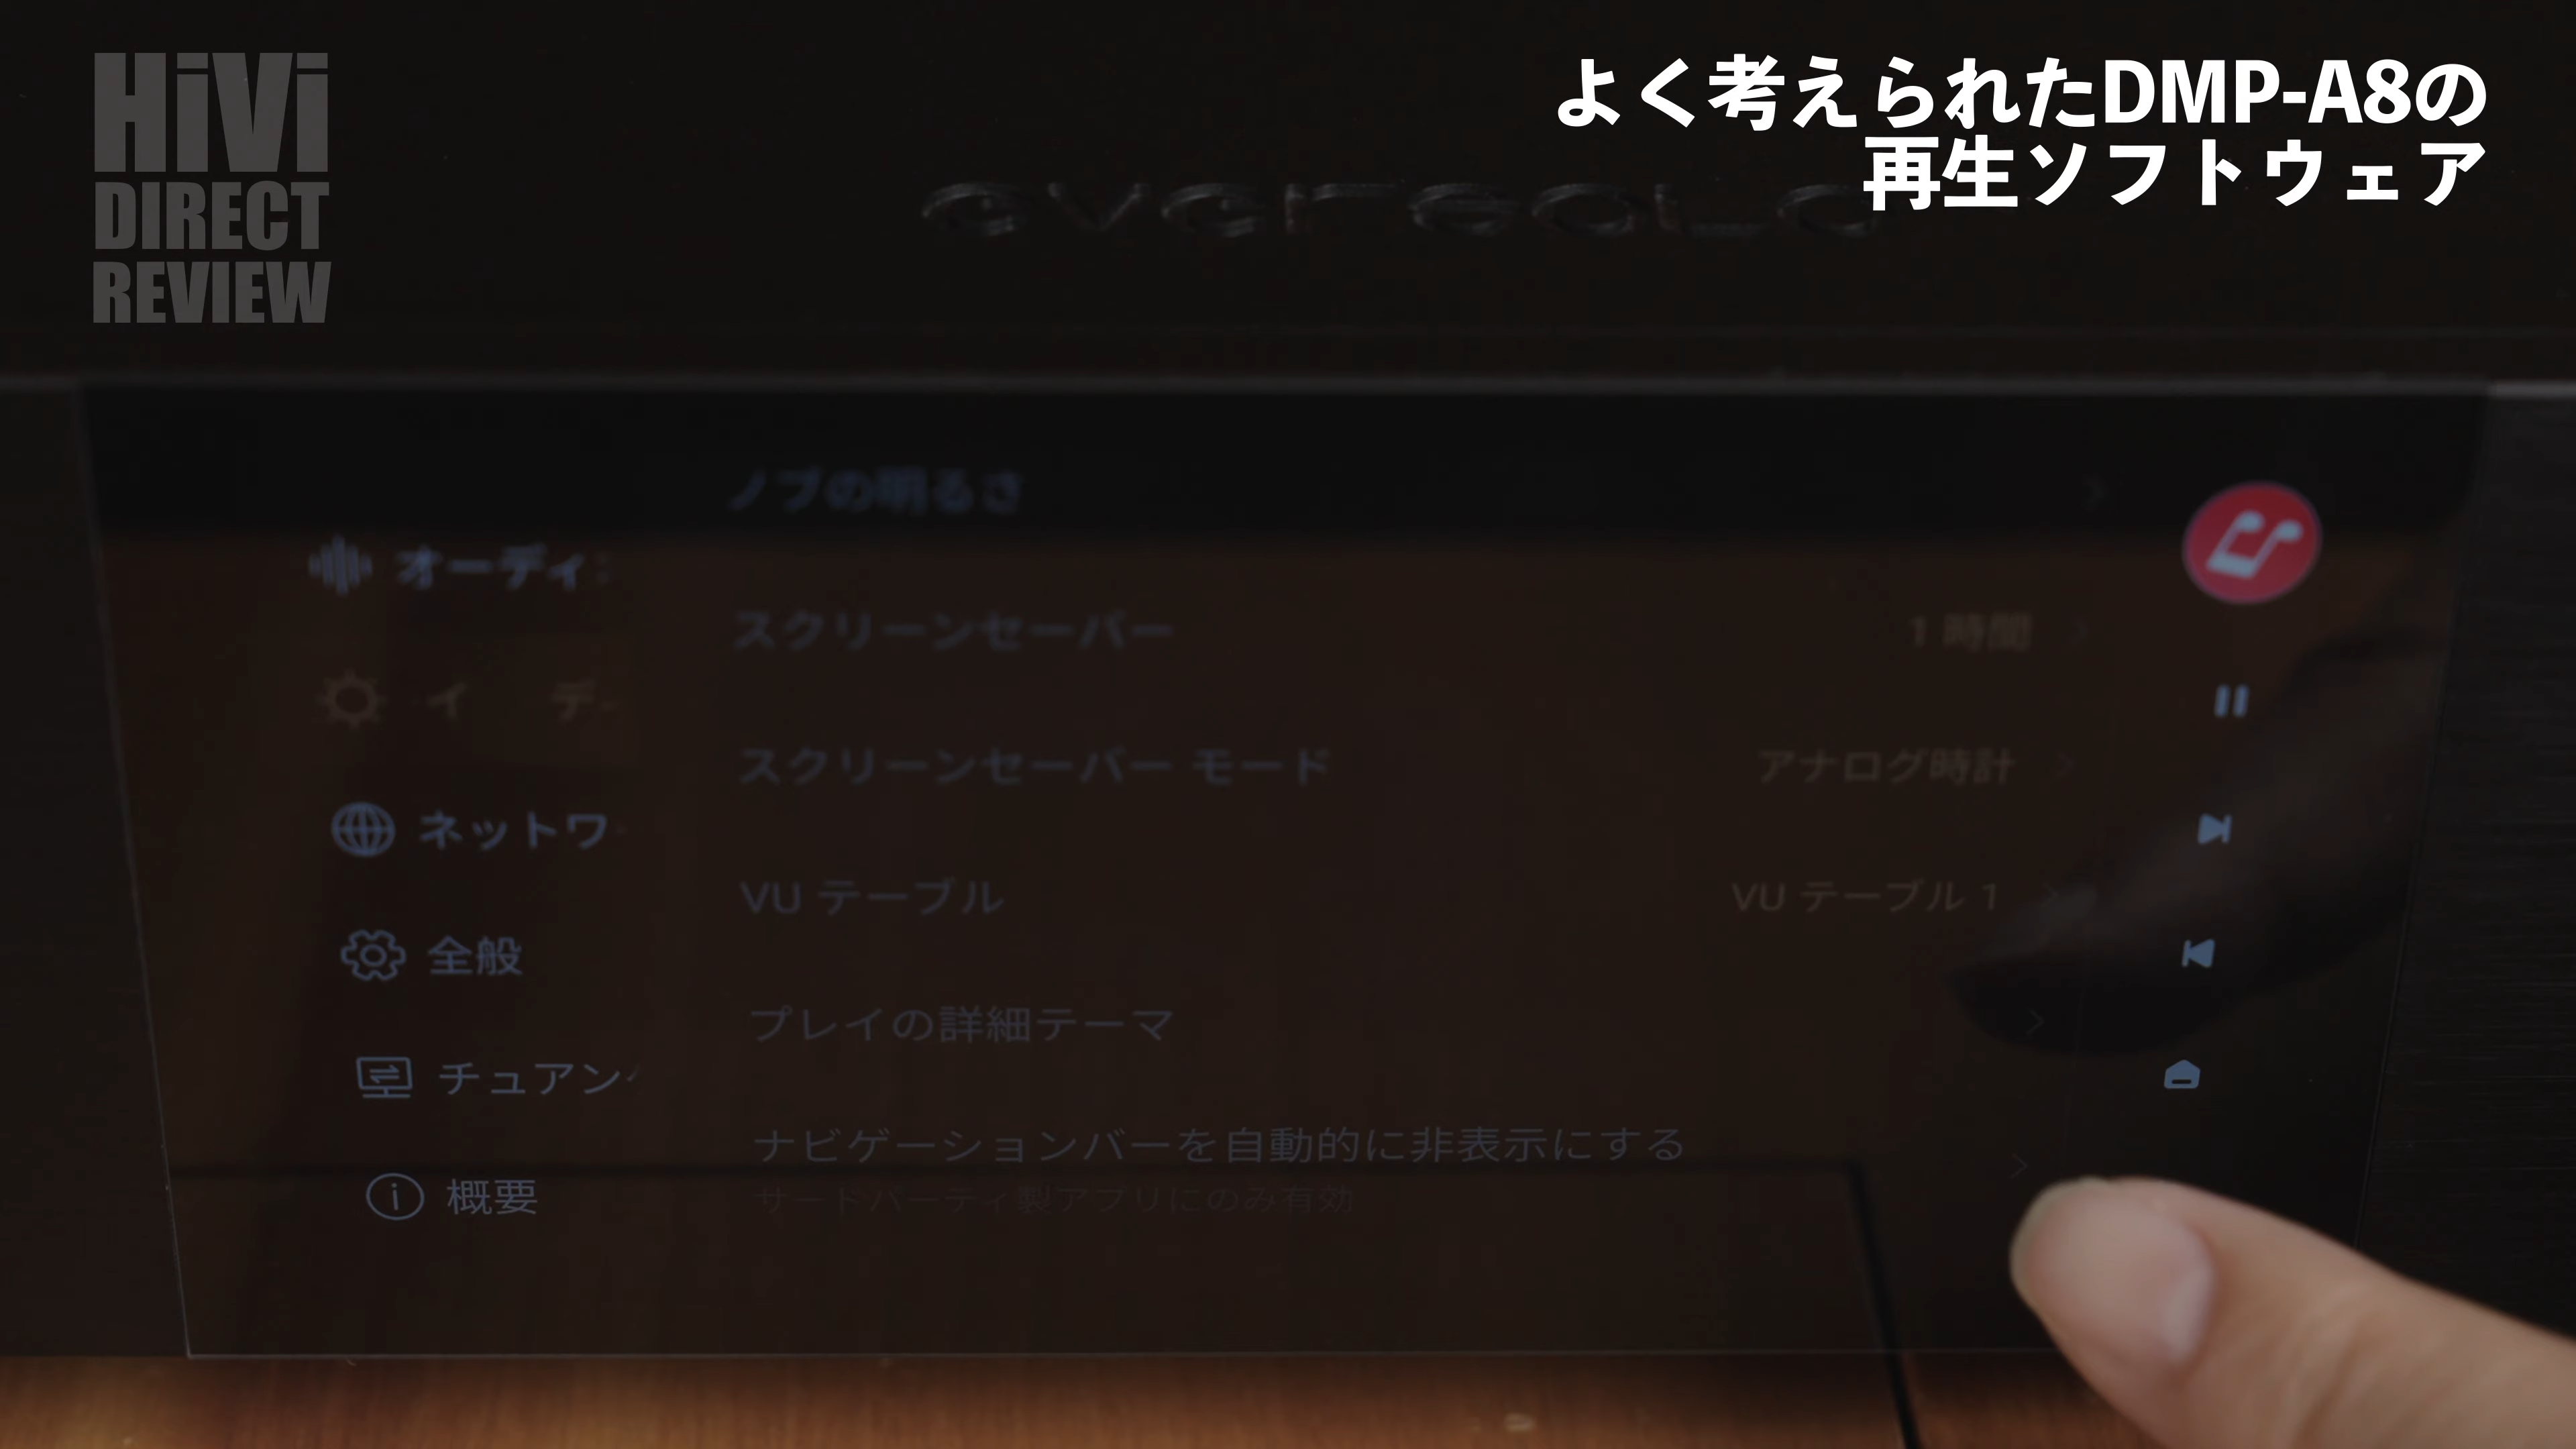 HiVi
DIRECT
REVIEW
よく考えられたDMP-A8の
再生ソフトウェア
eversolo
ノブの明るさ
オーディ
スクリーンセーバー
1 時間
スクリーンセーバー モード
アナログ時計
ネットワ
VU テーブル
VU テーブル 1
全般
プレイの詳細テーマ
チュアン
ナビゲーションバーを自動的に非表示にする
概要
サードパーティ製アプリにのみ有効